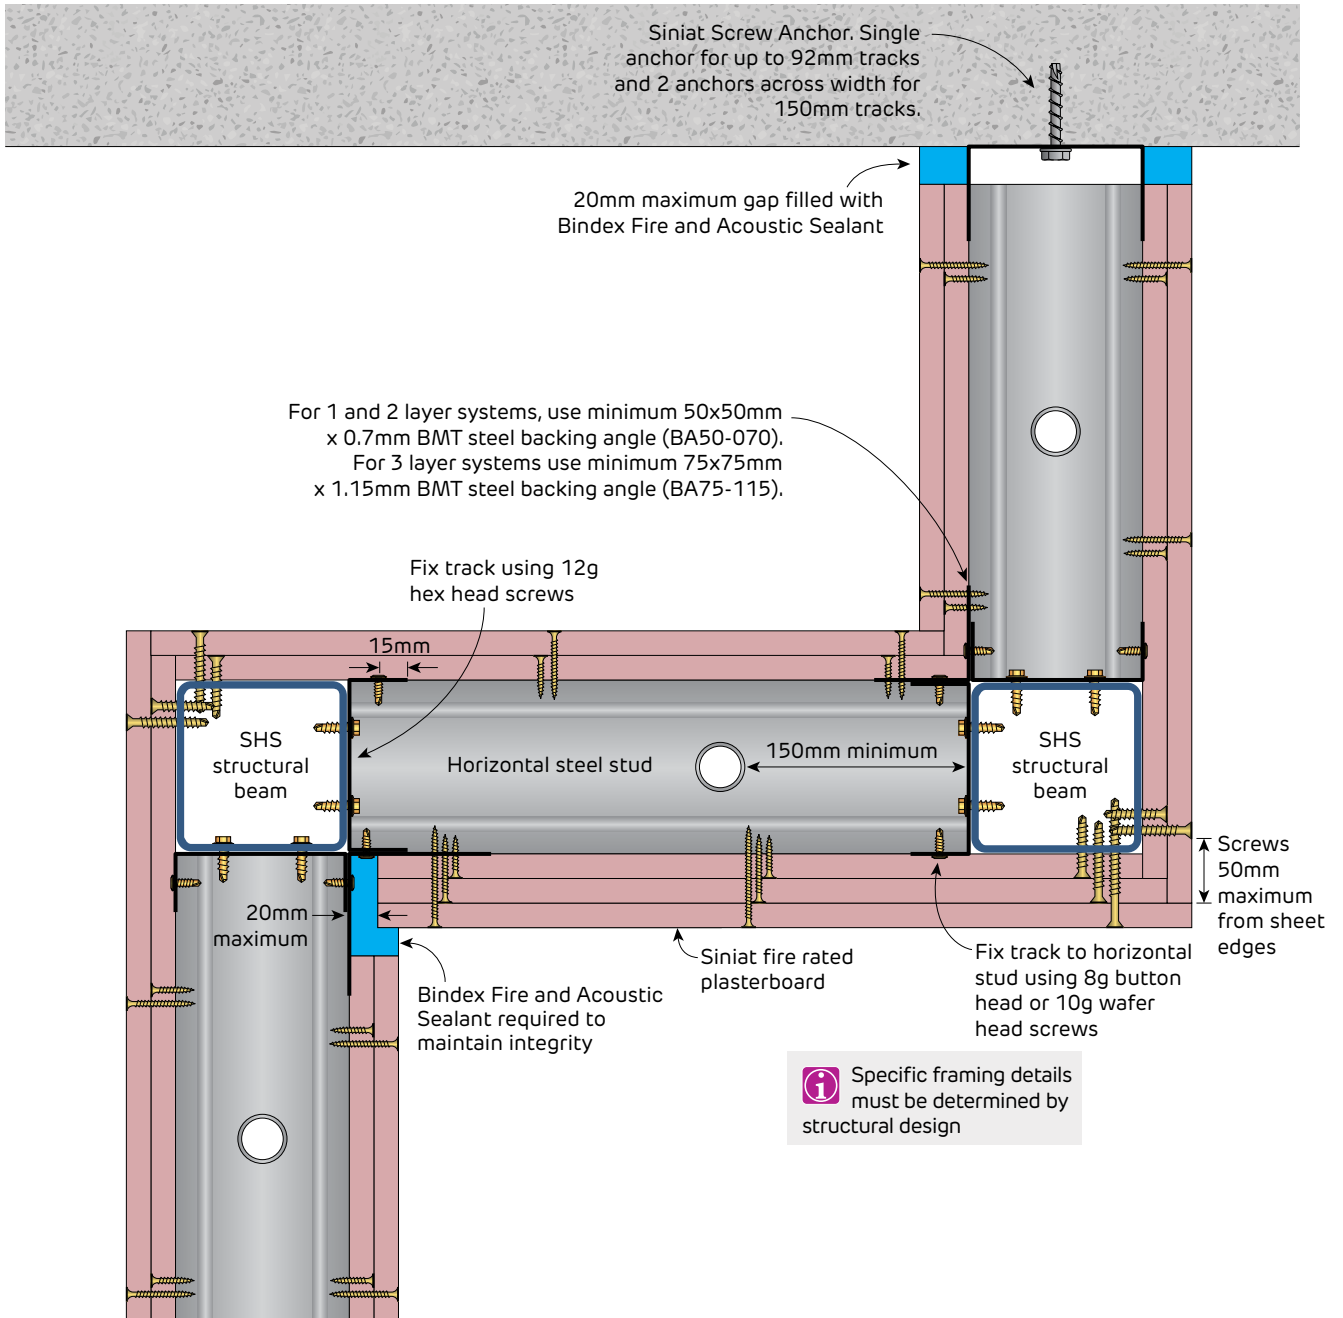 Siniat Screw Anchor. Single
anchor for up to 92mm tracks
and 2 anchors across width for
150mm tracks.
20mm maximum gap filled with
Bindex Fire and Acoustic Sealant
For 1 and 2 layer systems, use minimum 50x50mm
x 0.7mm BMT steel backing angle (BA50-070).
For 3 layer systems use minimum 75x75mm
x 1.15mm BMT steel backing angle (BA75-115).
Fix track using 12g
hex head screws
15mm
SHS
structural
beam
Horizontal steel stud
150mm minimum
SHS
structural
beam
Screws
50mm
maximum
from sheet
edges
20mm
maximum
Siniat fire rated
plasterboard
Fix track to horizontal
stud using 8g button
head or 10g wafer
head screws
Bindex Fire and Acoustic
Sealant required to
maintain integrity
i Specific framing details
must be determined by
structural design